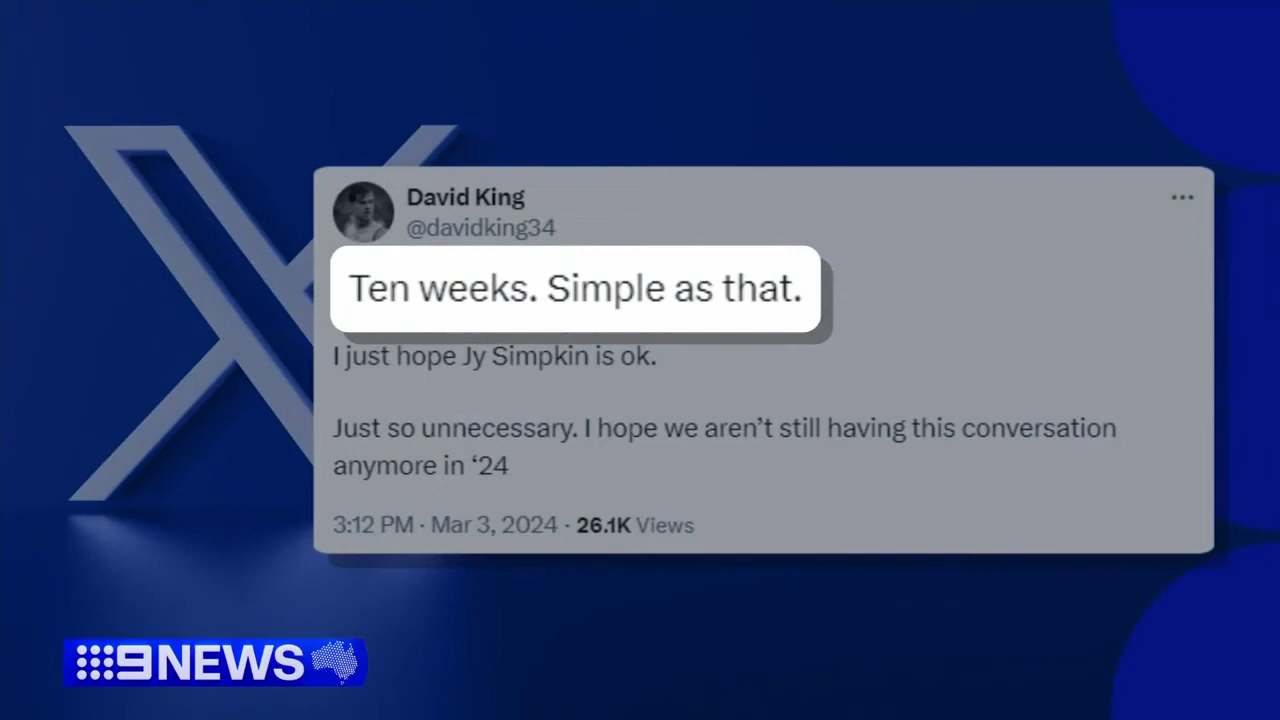 David King
@davidking34
Ten weeks. Simple as that.
I just hope Jy Simpkin is ok.
Just so unnecessary. I hope we aren’t still having this conversation
anymore in ‘24
3:12 PM · Mar 3, 2024 · 26.1K Views
9NEWS